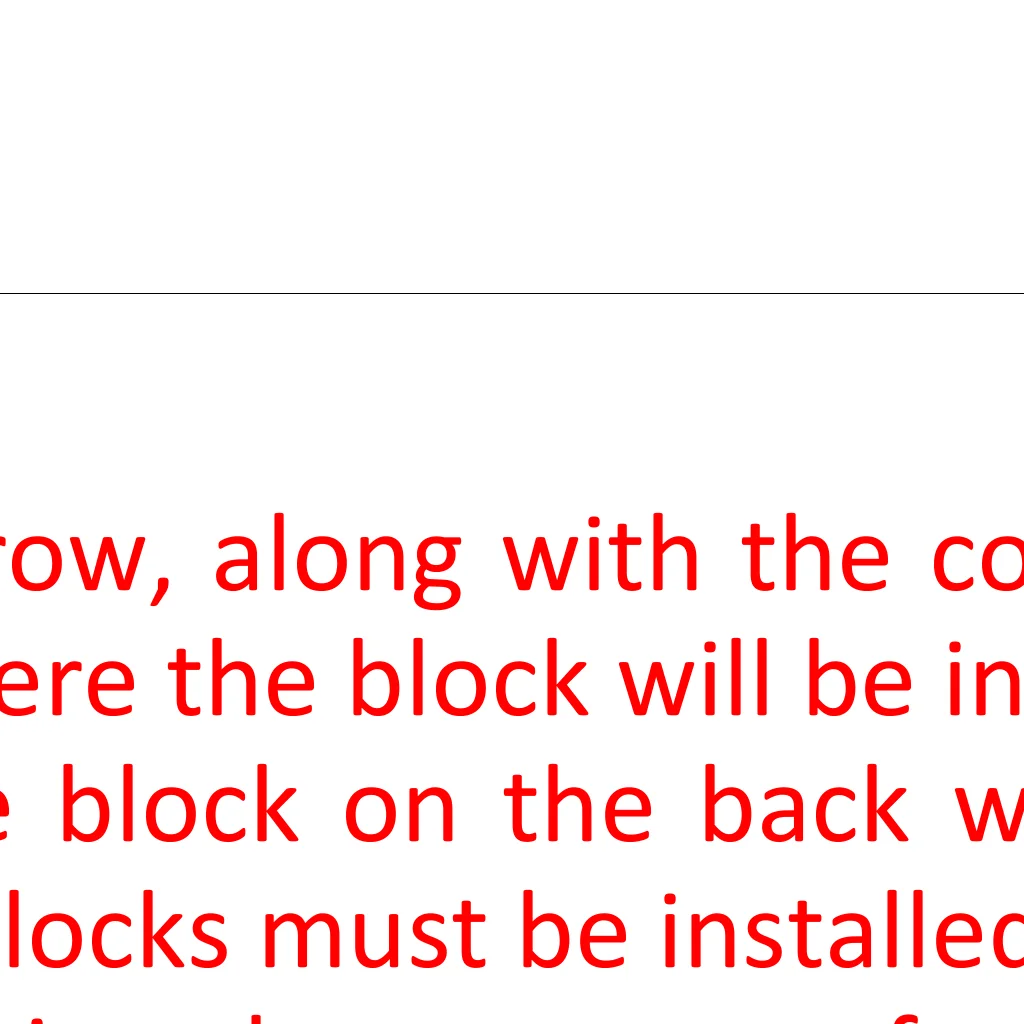 row, along with the co
ere the block will be in
e block on the back w
locks must be installed